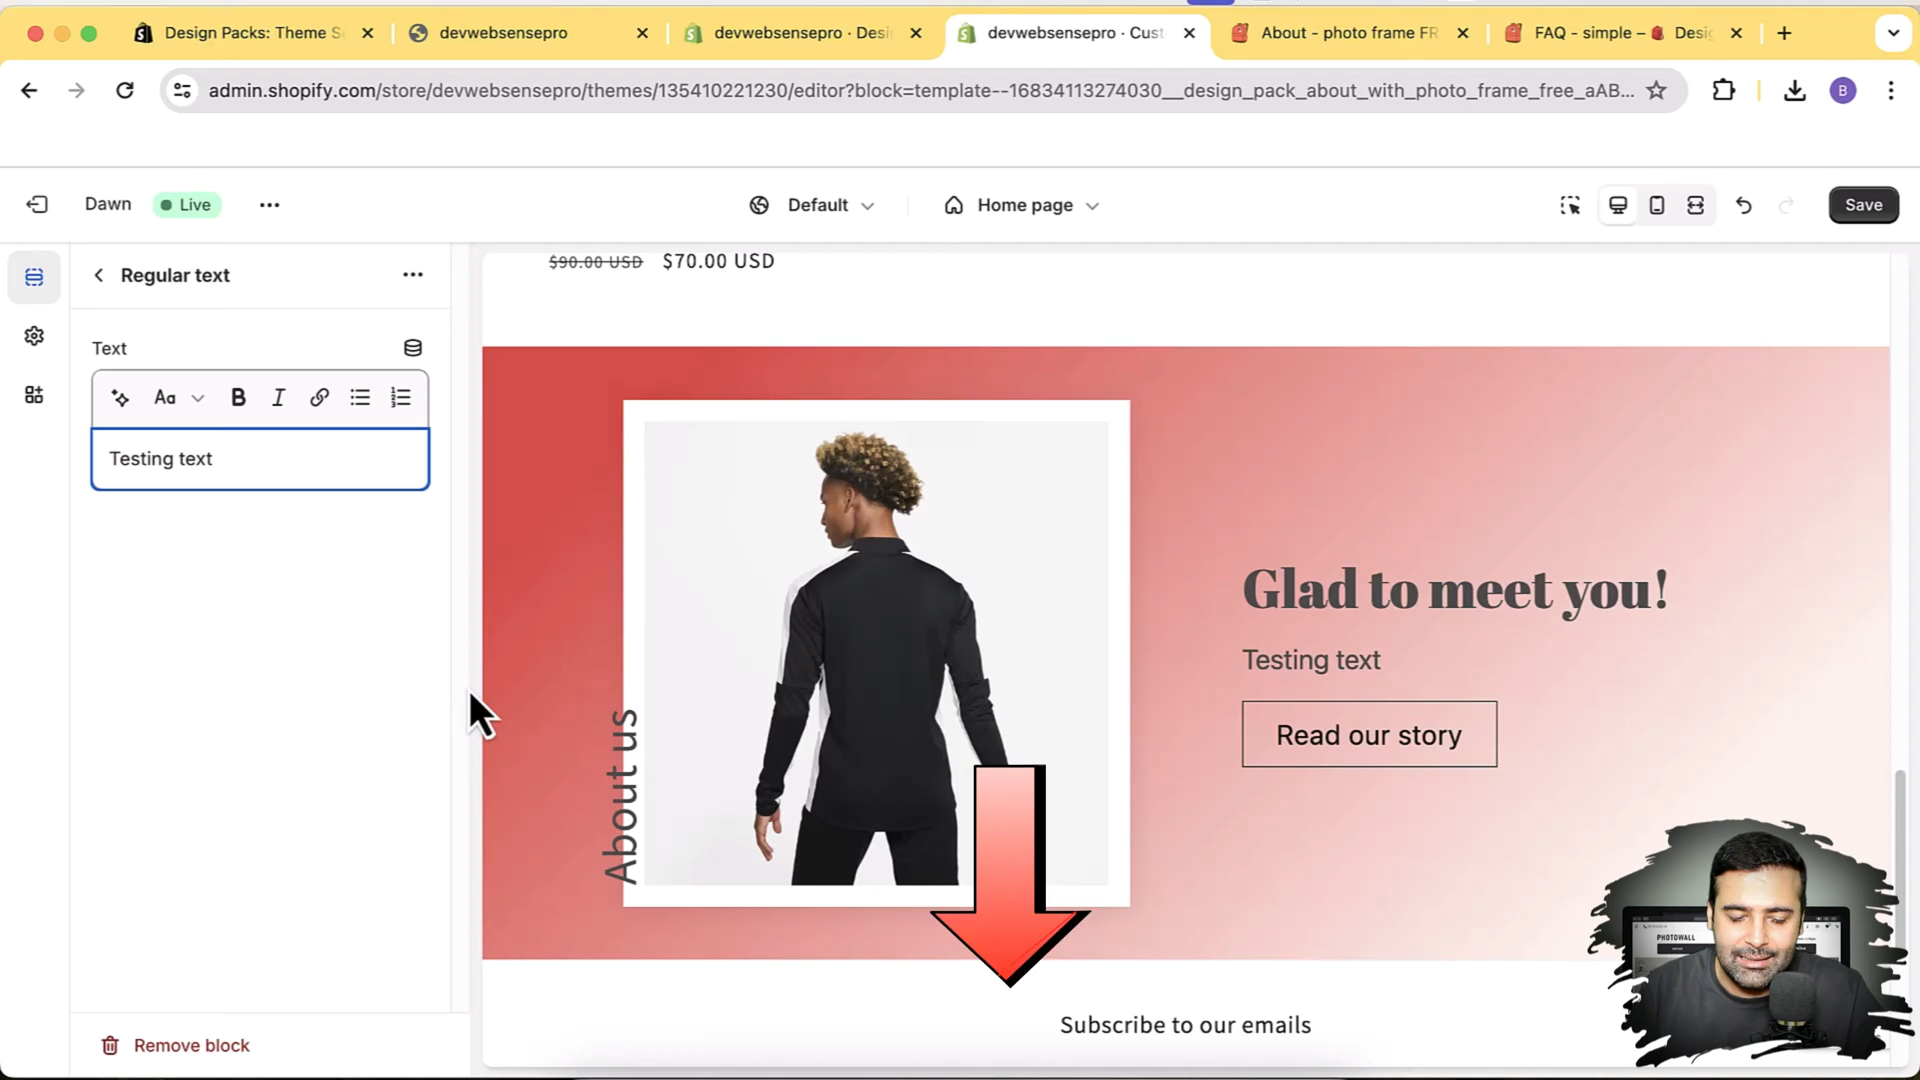 Design Packs: Theme S
devwebsensepro
devwebsensepro · Desi
devwebsensepro · Cust
About - photo frame FR
FAQ - simple – Desi
admin.shopify.com/store/devwebsensepro/themes/135410221230/editor?block=template--16834113274030__design_pack_about_with_photo_frame_free_aAB...
B
Dawn
Live
Default
Home page
Save
Regular text
$90.00 USD $70.00 USD
Text
Aa B I
Testing text
Glad to meet you!
Testing text
Read our story
About us
PHOTOWALL
Subscribe to our emails
Remove block